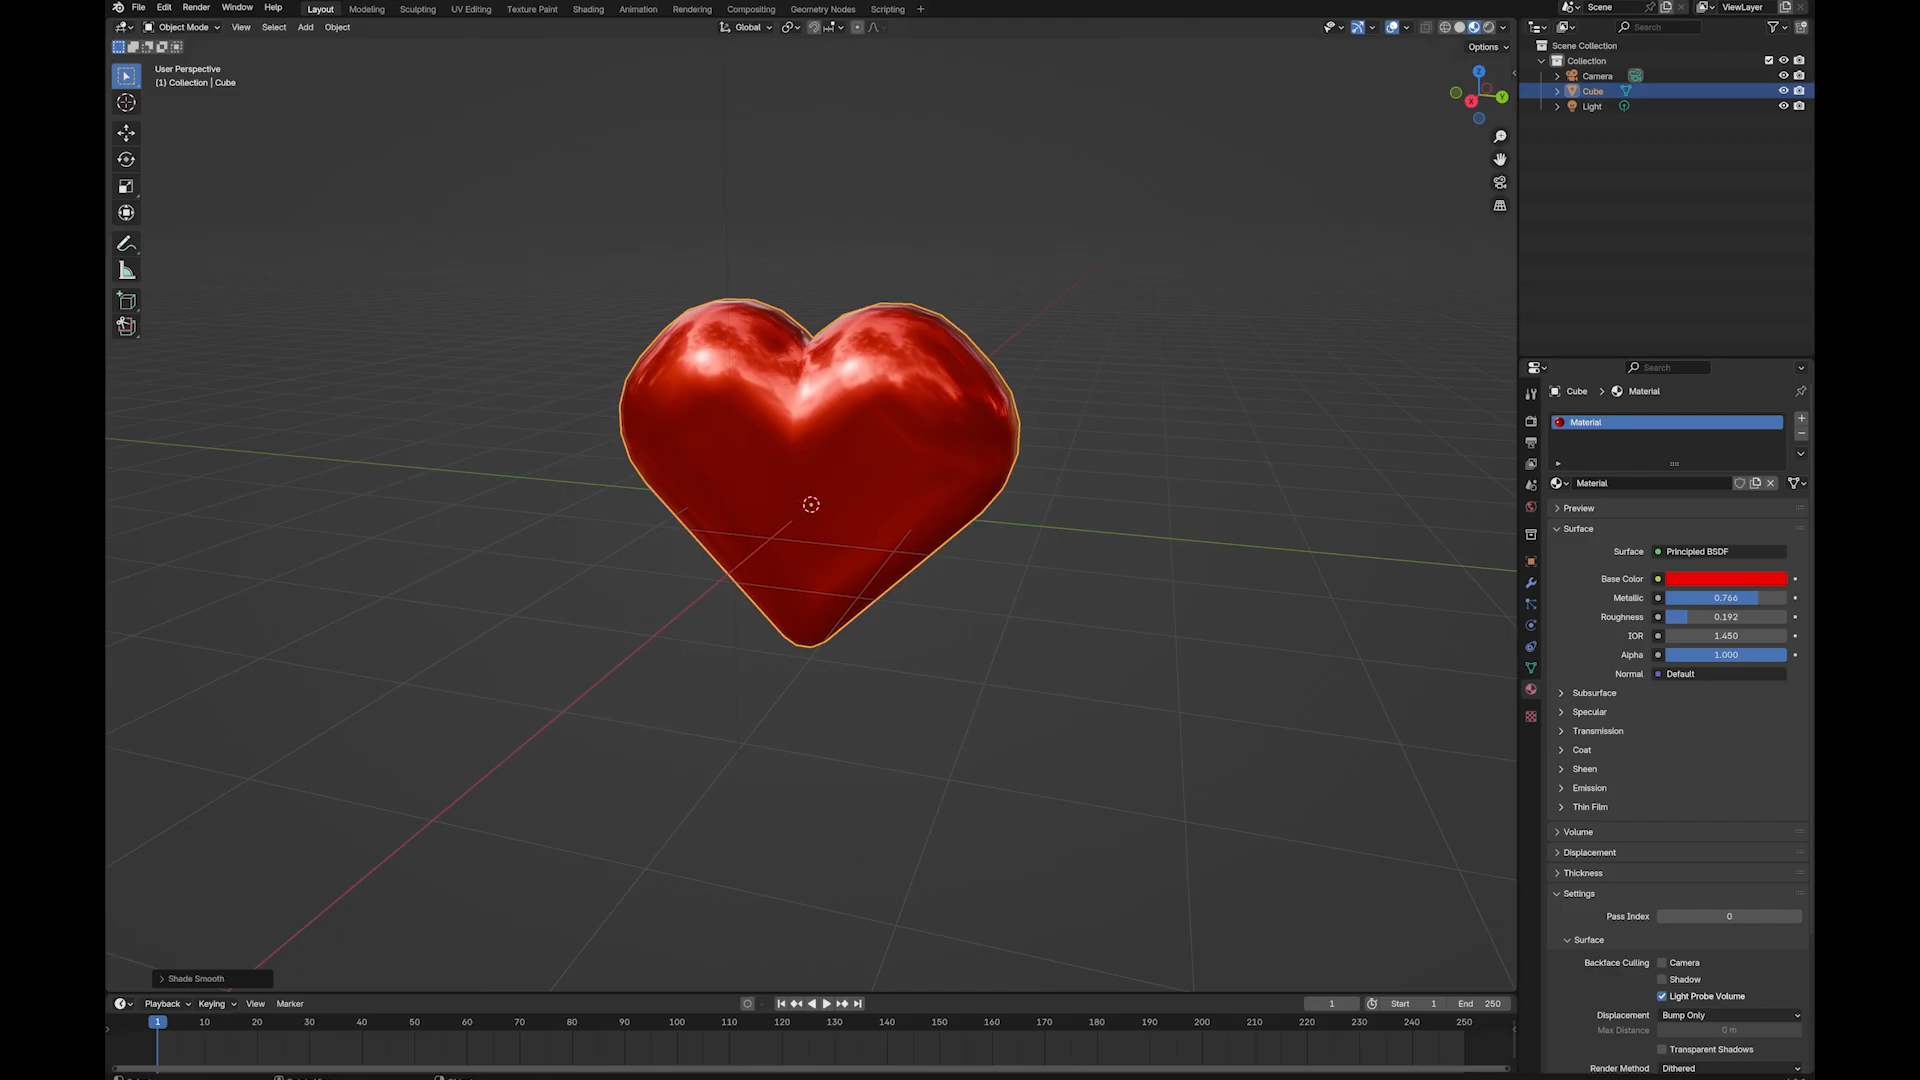 File Edit Render Window Help Layout Modeling Sculpting UV Editing Texture Paint Shading Animation Rendering Compositing Geometry Nodes Scripting + Scene ViewLayer
Object Mode View Select Add Object Global Search
Options
User Perspective
(1) Collection | Cube
Z
Y
X
Scene Collection
Collection
Camera
Cube
Light
Search
Cube > Material
Material
Material
Preview
Surface
Surface Principled BSDF
Base Color
Metallic 0.766
Roughness 0.192
IOR 1.450
Alpha 1.000
Normal Default
Subsurface
Specular
Transmission
Coat
Sheen
Emission
Thin Film
Volume
Displacement
Thickness
Settings
Pass Index 0
Surface
Backface Culling Camera
Shadow
Light Probe Volume
Displacement Bump Only
Max Distance 0 m
Transparent Shadows
Render Method Dithered
Shade Smooth
Playback Keying View Marker 1 Start 1 End 250
1 10 20 30 40 50 60 70 80 90 100 110 120 130 140 150 160 170 180 190 200 210 220 230 240 250